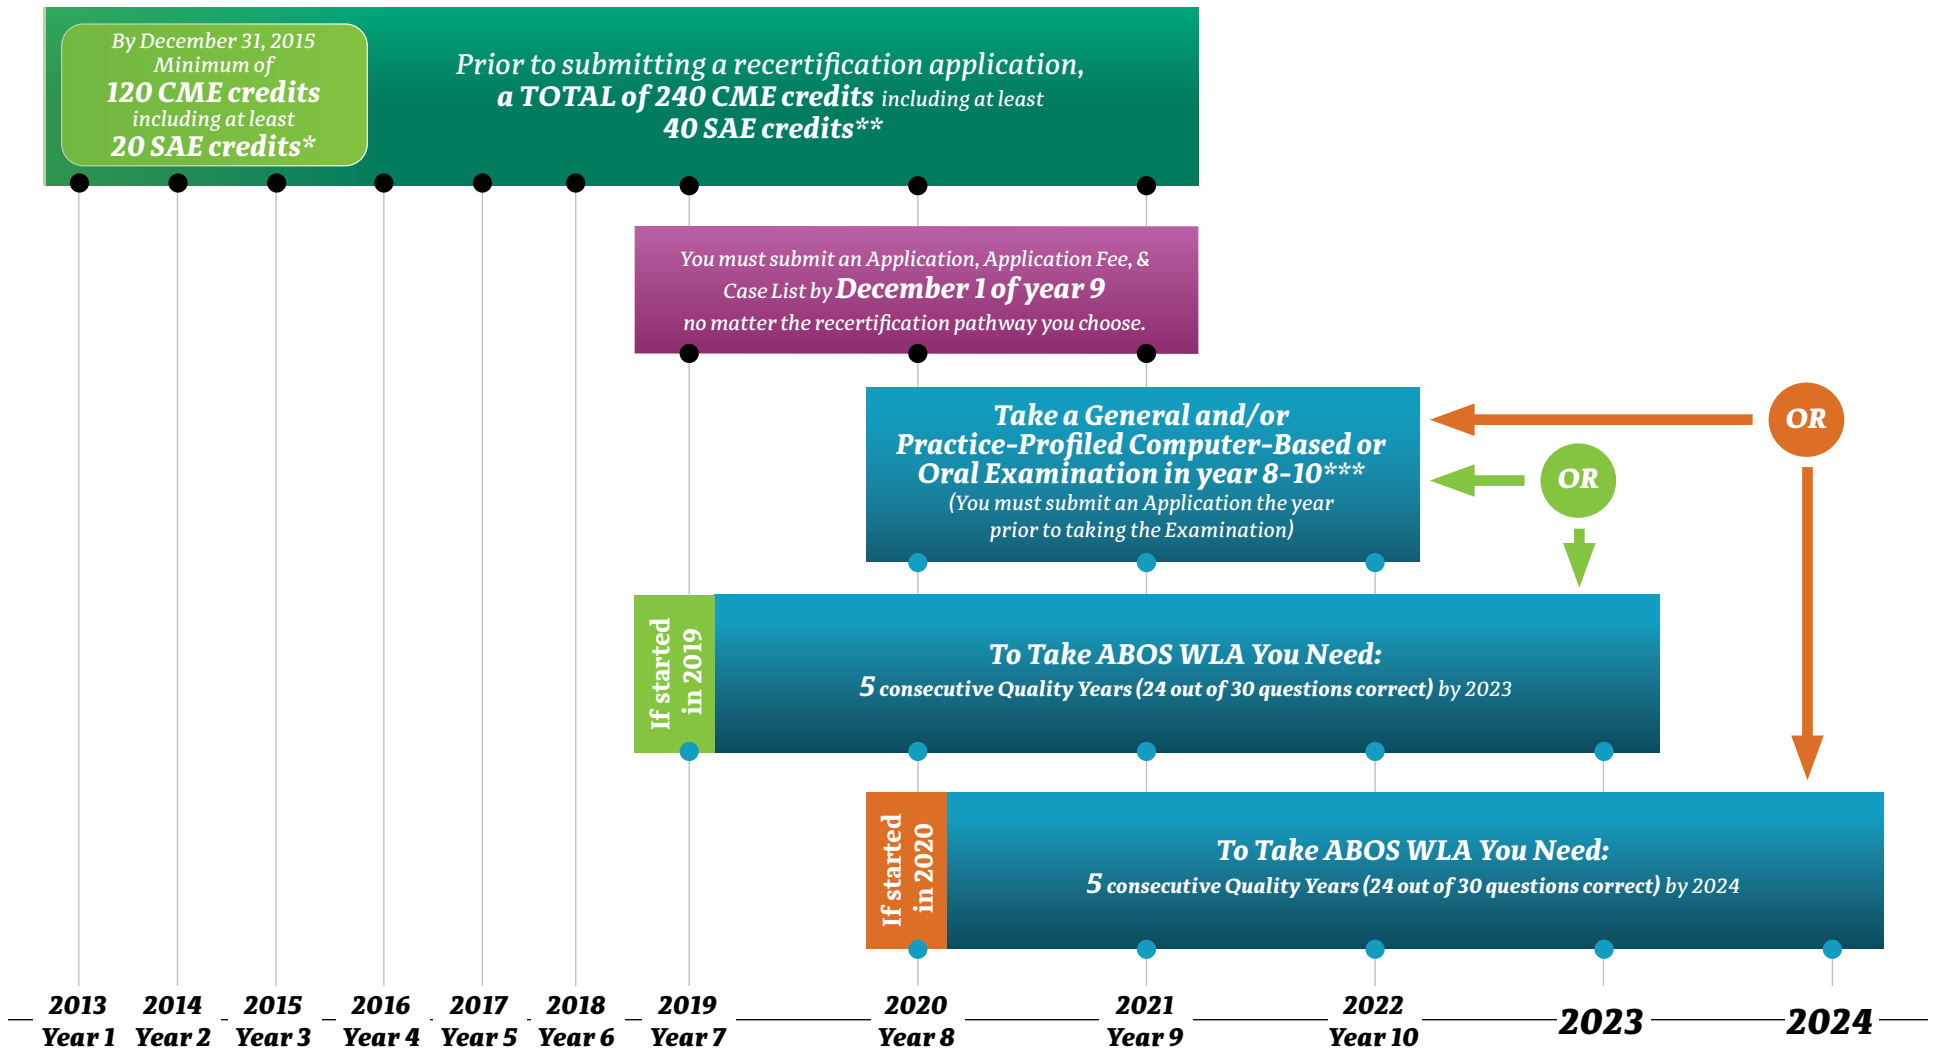 By December 31, 2015
Minimum of
120 CME credits
including at least
20 SAE credits*
Prior to submitting a recertification application,
a TOTAL of 240 CME credits including at least
40 SAE credits**
You must submit an Application, Application Fee, &
Case List by December 1 of year 9
no matter the recertification pathway you choose.
Take a General and/or
Practice-Profiled Computer-Based or
Oral Examination in year 8-10***
(You must submit an Application the year
prior to taking the Examination)
OR
OR
If started
in 2019
To Take ABOS WLA You Need:
5 consecutive Quality Years (24 out of 30 questions correct) by 2023
If started
in 2020
To Take ABOS WLA You Need:
5 consecutive Quality Years (24 out of 30 questions correct) by 2024
2013
Year 1
2014
Year 2
2015
Year 3
2016
Year 4
2017
Year 5
2018
Year 6
2019
Year 7
2020
Year 8
2021
Year 9
2022
Year 10
2023
2024